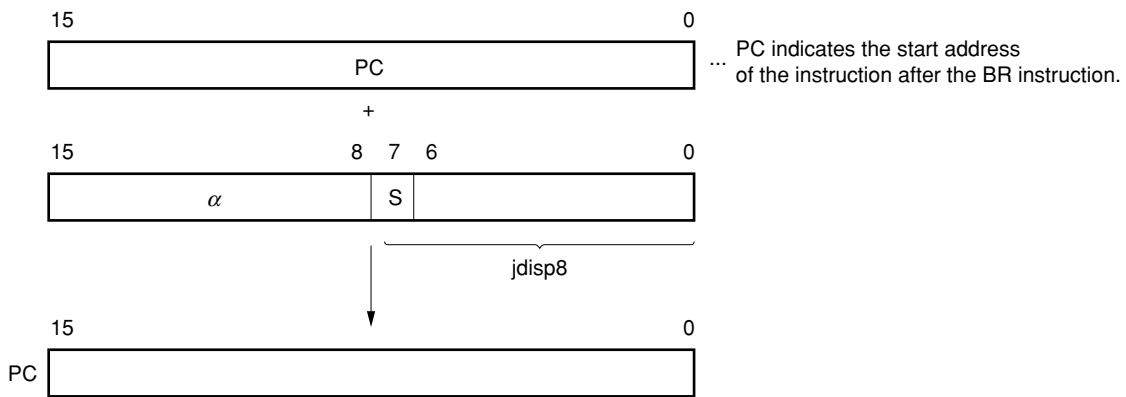 15 0
PC
... PC indicates the start address
of the instruction after the BR instruction.
+
15 8 7 6 0
α S
jdisp8
15 0
PC